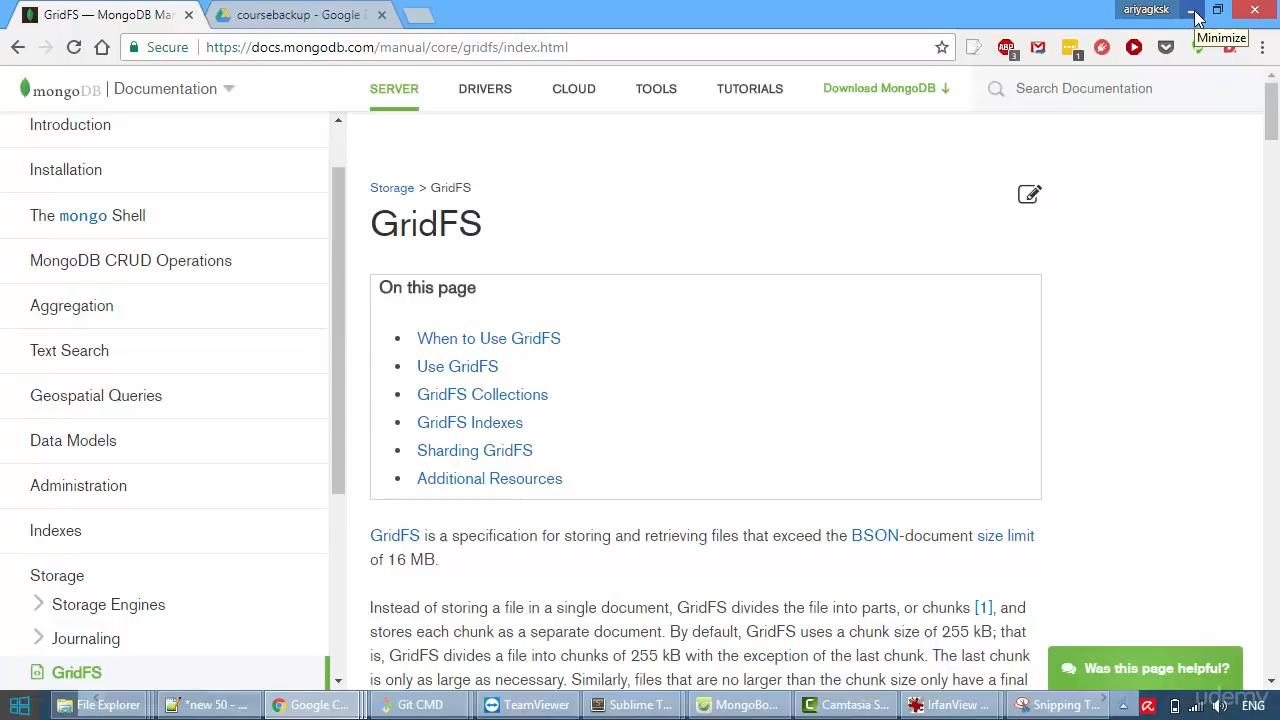 GridFS — MongoDB Ma
coursebackup - Google D
ariyagksk
Minimize
Secure
https://docs.mongodb.com/manual/core/gridfs/index.html
3
1
mongoDB | Documentation
SERVER
DRIVERS
CLOUD
TOOLS
TUTORIALS
Download MongoDB
Search Documentation
Introduction
Installation
The mongo Shell
MongoDB CRUD Operations
Aggregation
Text Search
Geospatial Queries
Data Models
Administration
Indexes
Storage
Storage Engines
Journaling
GridFS
Storage > GridFS
GridFS
On this page
• When to Use GridFS
• Use GridFS
• GridFS Collections
• GridFS Indexes
• Sharding GridFS
• Additional Resources
GridFS is a specification for storing and retrieving files that exceed the BSON-document size limit
of 16 MB.
Instead of storing a file in a single document, GridFS divides the file into parts, or chunks [1], and
stores each chunk as a separate document. By default, GridFS uses a chunk size of 255 kB; that
is, GridFS divides a file into chunks of 255 kB with the exception of the last chunk. The last chunk
is only as large as necessary. Similarly, files that are no larger than the chunk size only have a final
Was this page helpful?
File Explorer
*new 50 -
Google C...
Git CMD
TeamViewer
Sublime T...
MongoBo...
Camtasia S...
IrfanView ...
Snipping T...
ENG
udemy